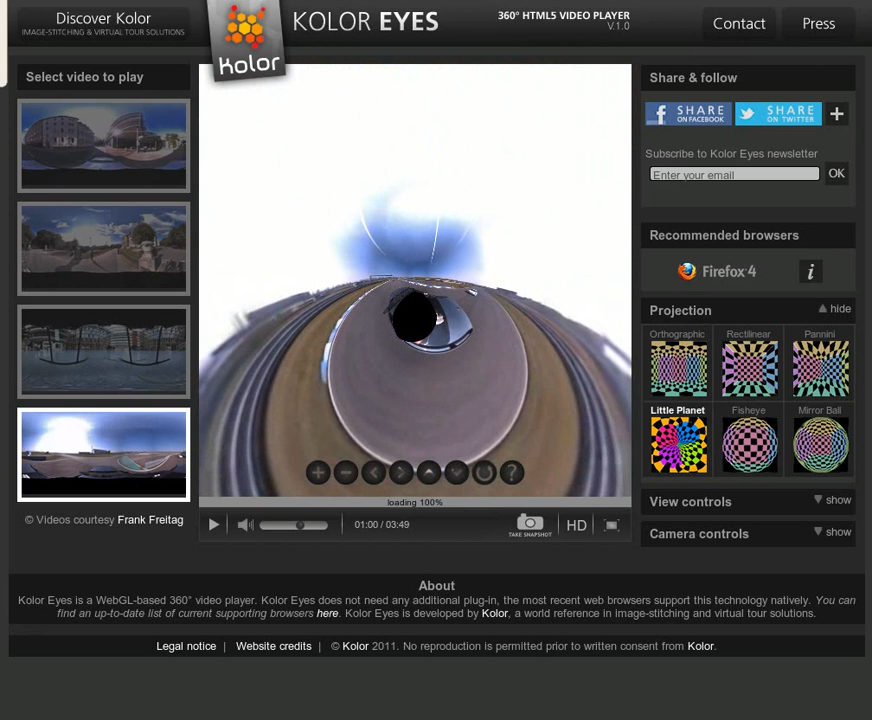 Discover Kolor
IMAGE-STITCHING & VIRTUAL TOUR SOLUTIONS
kolor
KOLOR EYES
360° HTML5 VIDEO PLAYER
V.1.0
Contact
Press
Select video to play
© Videos courtesy Frank Freitag
loading 100%
01:00 / 03:49
TAKE SNAPSHOT
HD
Share & follow
SHARE
ON FACEBOOK
SHARE
ON TWITTER
Subscribe to Kolor Eyes newsletter
Enter your email
OK
Recommended browsers
Firefox 4
i
Projection
hide
Orthographic
Rectilinear
Pannini
Little Planet
Fisheye
Mirror Ball
View controls
show
Camera controls
show
About
Kolor Eyes is a WebGL-based 360° video player. Kolor Eyes does not need any additional plug-in, the most recent web browsers support this technology natively. You can
find an up-to-date list of current supporting browsers here. Kolor Eyes is developed by Kolor, a world reference in image-stitching and virtual tour solutions.
Legal notice | Website credits | © Kolor 2011. No reproduction is permitted prior to written consent from Kolor.